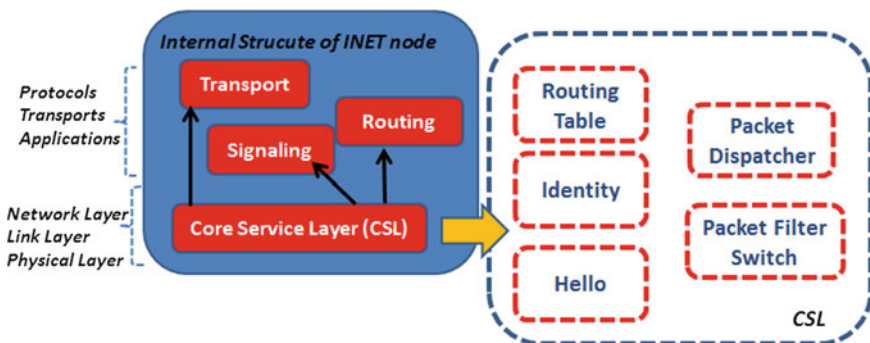 Internal Strucute of INET node
Protocols
Transports
Applications
Transport
Routing
Signaling
Network Layer
Link Layer
Physical Layer
Core Service Layer (CSL)
Routing
Table
Identity
Hello
Packet
Dispatcher
Packet Filter
Switch
CSL